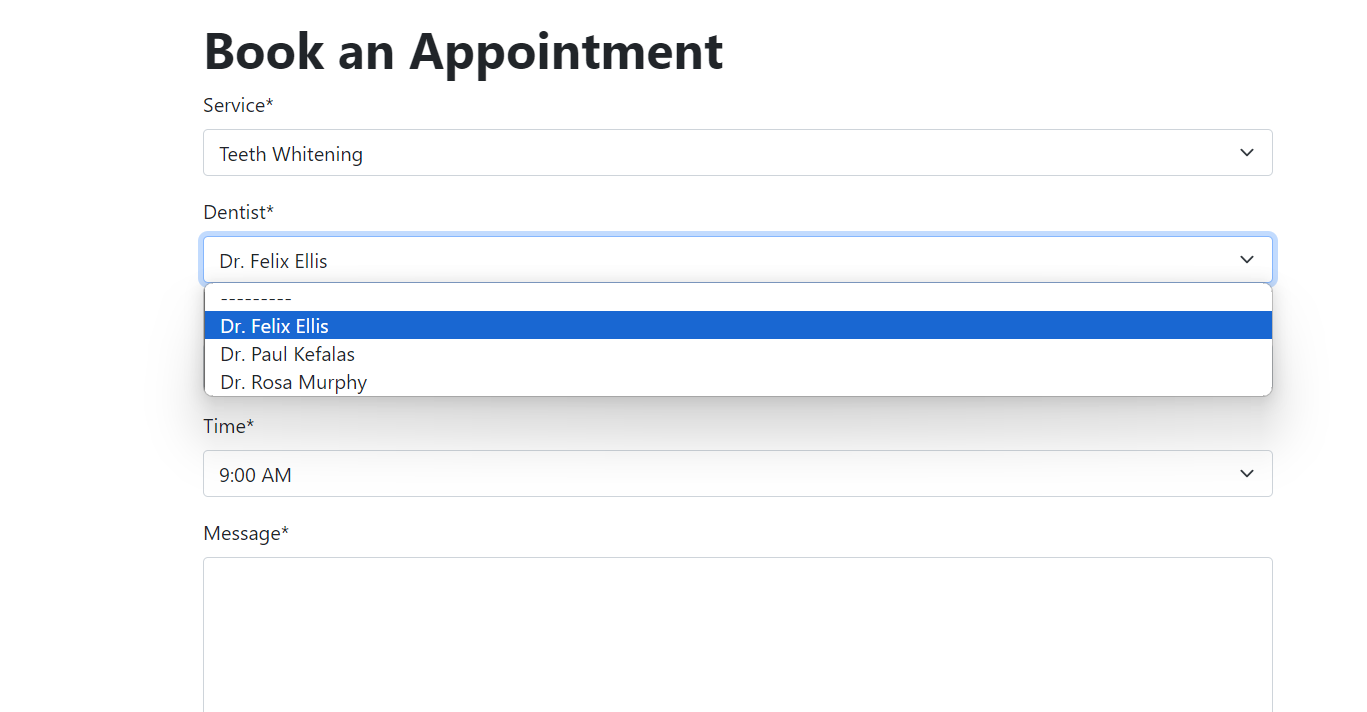 Book an Appointment
Service*
Teeth Whitening
Dentist*
Dr. Felix Ellis
---------
Dr. Felix Ellis
Dr. Paul Kefalas
Dr. Rosa Murphy
Time*
9:00 AM
Message*